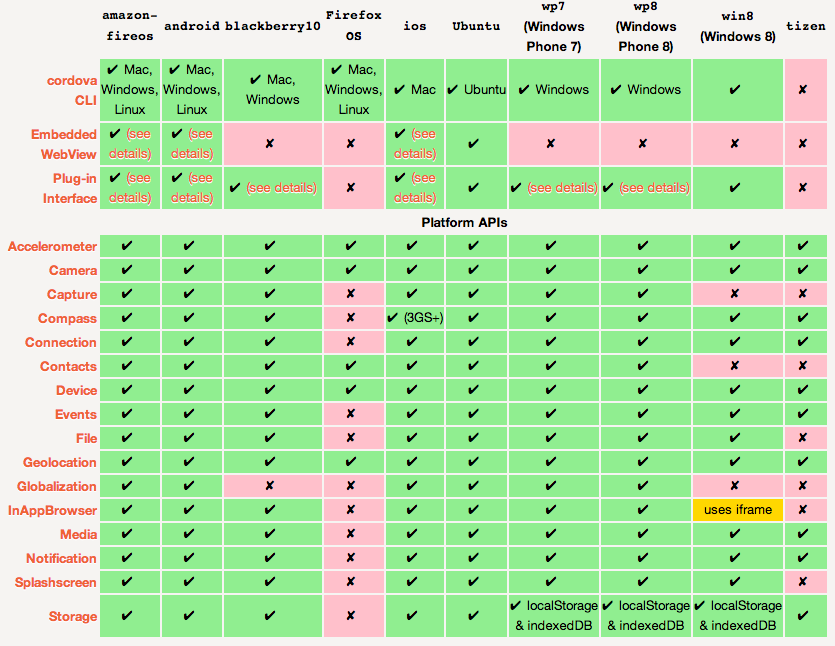 amazon-fireos android blackberry10 Firefox OS ios Ubuntu wp7 (Windows Phone 7) wp8 (Windows Phone 8) win8 (Windows 8) tizen
cordova CLI ✔ Mac, Windows, Linux ✔ Mac, Windows, Linux ✔ Mac, Windows ✔ Mac, Windows, Linux ✔ Mac ✔ Ubuntu ✔ Windows ✔ Windows ✔ ✘
Embedded WebView ✔ (see details) ✔ (see details) ✘ ✘ ✔ (see details) ✔ ✘ ✘ ✘ ✘
Plug-in Interface ✔ (see details) ✔ (see details) ✔ (see details) ✘ ✔ (see details) ✔ ✔ (see details) ✔ (see details) ✔ ✘
Platform APIs
Accelerometer ✔ ✔ ✔ ✔ ✔ ✔ ✔ ✔ ✔ ✔
Camera ✔ ✔ ✔ ✔ ✔ ✔ ✔ ✔ ✔ ✔
Capture ✔ ✔ ✔ ✘ ✔ ✔ ✔ ✔ ✘ ✘
Compass ✔ ✔ ✔ ✘ ✔ (3GS+) ✔ ✔ ✔ ✔ ✔
Connection ✔ ✔ ✔ ✘ ✔ ✔ ✔ ✔ ✔ ✔
Contacts ✔ ✔ ✔ ✔ ✔ ✔ ✔ ✔ ✘ ✘
Device ✔ ✔ ✔ ✔ ✔ ✔ ✔ ✔ ✔ ✔
Events ✔ ✔ ✔ ✘ ✔ ✔ ✔ ✔ ✔ ✔
File ✔ ✔ ✔ ✘ ✔ ✔ ✔ ✔ ✔ ✘
Geolocation ✔ ✔ ✔ ✔ ✔ ✔ ✔ ✔ ✔ ✔
Globalization ✔ ✔ ✘ ✘ ✔ ✔ ✔ ✔ ✘ ✘
InAppBrowser ✔ ✔ ✔ ✘ ✔ ✔ ✔ ✔ uses iframe ✘
Media ✔ ✔ ✔ ✘ ✔ ✔ ✔ ✔ ✔ ✔
Notification ✔ ✔ ✔ ✘ ✔ ✔ ✔ ✔ ✔ ✔
Splashscreen ✔ ✔ ✔ ✘ ✔ ✔ ✔ ✔ ✔ ✘
Storage ✔ ✔ ✔ ✘ ✔ ✔ ✔ localStorage & indexedDB ✔ localStorage & indexedDB ✔ localStorage & indexedDB ✔